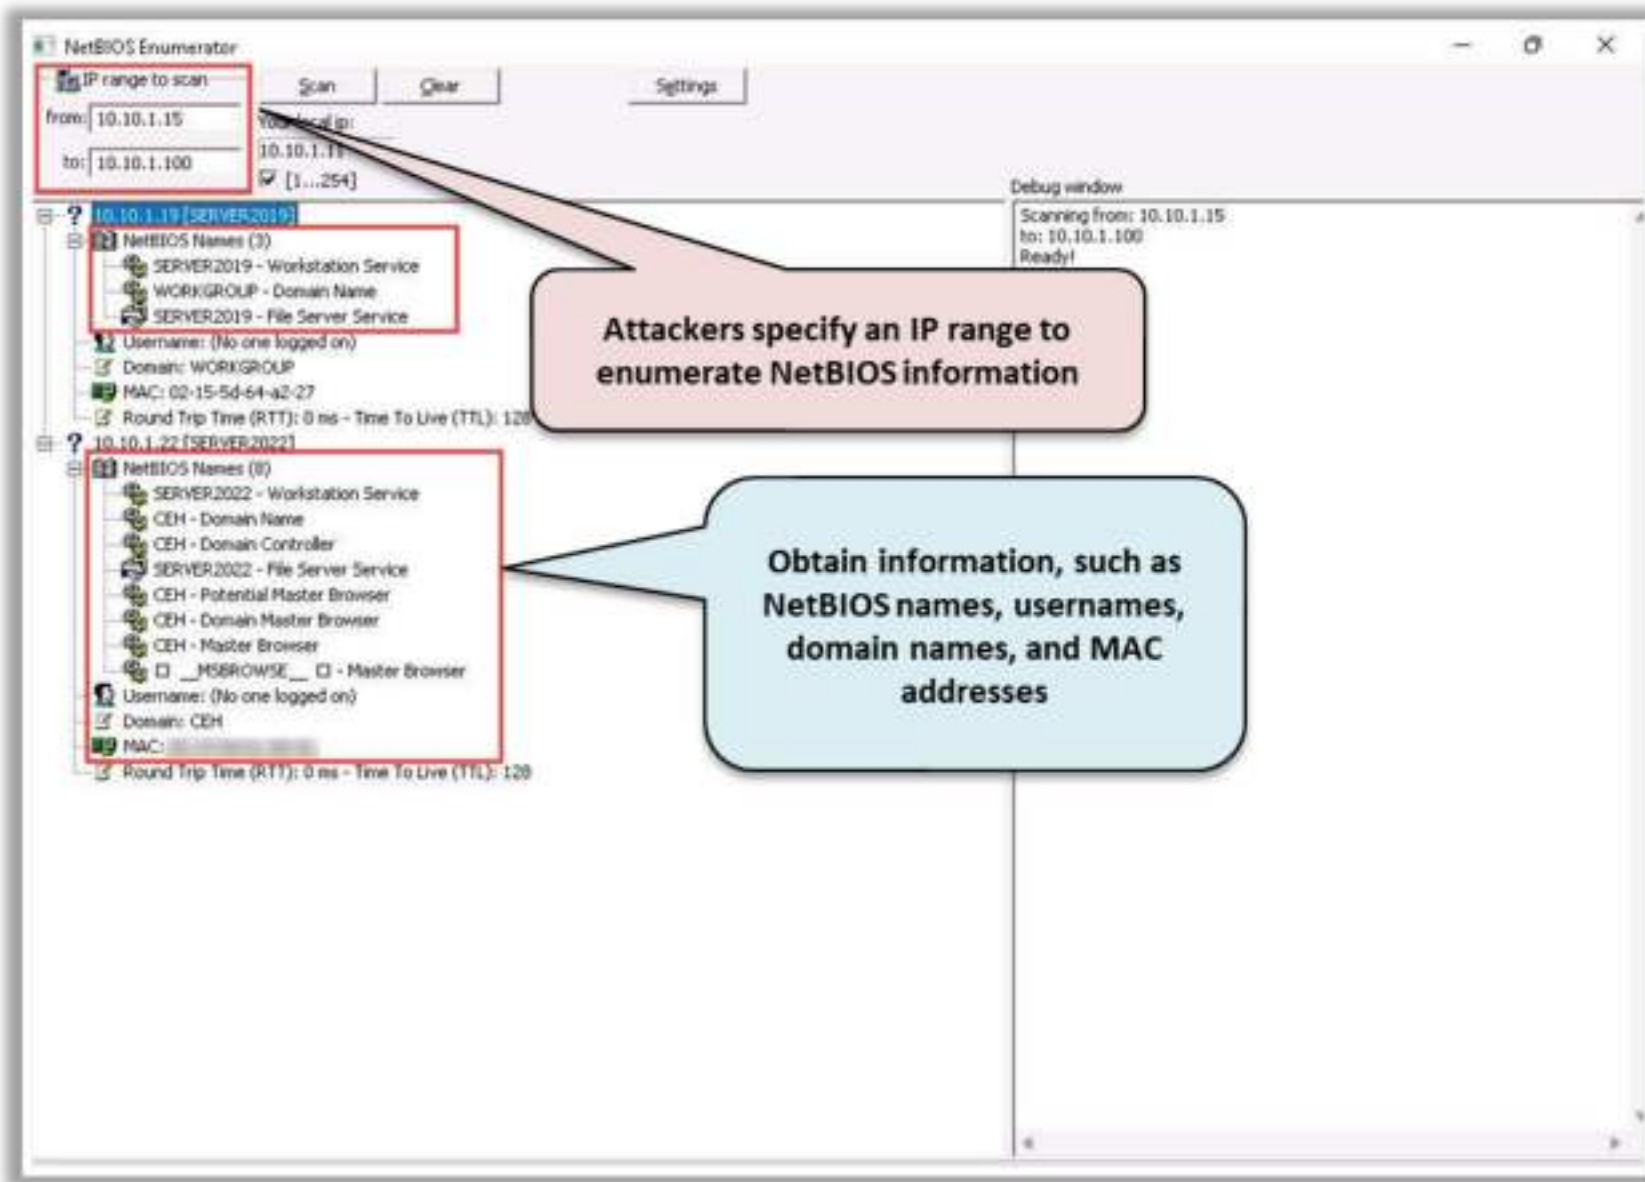 NetBIOS Enumerator
IP range to scan
Scan
Clear
Settings
from: 10.10.1.15
Your local ip:
to: 10.10.1.100
10.10.1.11
[1...254]
Debug window
Scanning from: 10.10.1.15
to: 10.10.1.100
Ready!
10.10.1.19 [SERVER2019]
NetBIOS Names (3)
SERVER2019 - Workstation Service
WORKGROUP - Domain Name
SERVER2019 - File Server Service
Username: (No one logged on)
Domain: WORKGROUP
MAC: 02-15-5d-64-a2-27
Round Trip Time (RTT): 0 ms - Time To Live (TTL): 128
10.10.1.22 [SERVER2022]
NetBIOS Names (8)
SERVER2022 - Workstation Service
CEH - Domain Name
CEH - Domain Controller
SERVER2022 - File Server Service
CEH - Potential Master Browser
CEH - Domain Master Browser
CEH - Master Browser
□ __MSBROWSE__ □ - Master Browser
Username: (No one logged on)
Domain: CEH
MAC:
Round Trip Time (RTT): 0 ms - Time To Live (TTL): 128
Attackers specify an IP range to
enumerate NetBIOS information
Obtain information, such as
NetBIOS names, usernames,
domain names, and MAC
addresses